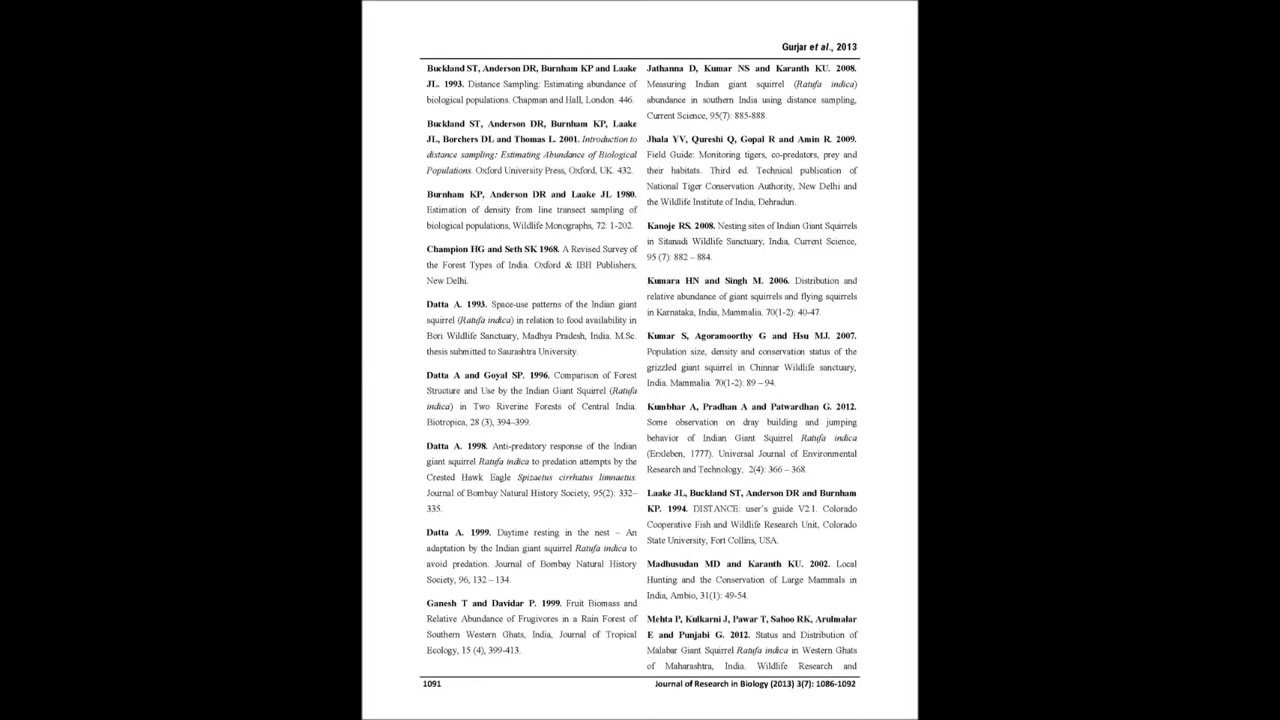 Gurjar et al., 2013
Buckland ST, Anderson DR, Burnham KP and Laake
JL. 1993. Distance Sampling: Estimating abundance of
biological populations. Chapman and Hall, London. 446.
Buckland ST, Anderson DR, Burnham KP, Laake
JL, Borchers DL and Thomas L. 2001. Introduction to
distance sampling: Estimating Abundance of Biological
Populations. Oxford University Press, Oxford, UK. 432.
Burnham KP, Anderson DR and Laake JL 1980.
Estimation of density from line transect sampling of
biological populations, Wildlife Monographs, 72: 1-202.
Champion HG and Seth SK 1968. A Revised Survey of
the Forest Types of India. Oxford & IBH Publishers,
New Delhi.
Datta A. 1993. Space-use patterns of the Indian giant
squirrel (Ratufa indica) in relation to food availability in
Bori Wildlife Sanctuary, Madhya Pradesh, India. M.Sc.
thesis submitted to Saurashtra University.
Datta A and Goyal SP. 1996. Comparison of Forest
Structure and Use by the Indian Giant Squirrel (Ratufa
indica) in Two Riverine Forests of Central India.
Biotropica, 28 (3), 394–399.
Datta A. 1998. Anti-predatory response of the Indian
giant squirrel Ratufa indica to predation attempts by the
Crested Hawk Eagle Spizaetus cirrhatus limnaetus.
Journal of Bombay Natural History Society, 95(2): 332–
335.
Datta A. 1999. Daytime resting in the nest – An
adaptation by the Indian giant squirrel Ratufa indica to
avoid predation. Journal of Bombay Natural History
Society, 96, 132 – 134.
Ganesh T and Davidar P. 1999. Fruit Biomass and
Relative Abundance of Frugivores in a Rain Forest of
Southern Western Ghats, India, Journal of Tropical
Ecology, 15 (4), 399-413.
Jathanna D, Kumar NS and Karanth KU. 2008.
Measuring Indian giant squirrel (Ratufa indica)
abundance in southern India using distance sampling,
Current Science, 95(7): 885-888.
Jhala YV, Qureshi Q, Gopal R and Amin R. 2009.
Field Guide: Monitoring tigers, co-predators, prey and
their habitats. Third ed. Technical publication of
National Tiger Conservation Authority, New Delhi and
the Wildlife Institute of India, Dehradun.
Kanoje RS. 2008. Nesting sites of Indian Giant Squirrels
in Sitanadi Wildlife Sanctuary, India, Current Science,
95 (7): 882 – 884.
Kumara HN and Singh M. 2006. Distribution and
relative abundance of giant squirrels and flying squirrels
in Karnataka, India, Mammalia. 70(1-2): 40-47.
Kumar S, Agoramoorthy G and Hsu MJ. 2007.
Population size, density and conservation status of the
grizzled giant squirrel in Chinnar Wildlife sanctuary,
India. Mammalia. 70(1-2): 89 – 94.
Kumbhar A, Pradhan A and Patwardhan G. 2012.
Some observation on dray building and jumping
behavior of Indian Giant Squirrel Ratufa indica
(Erxleben, 1777). Universal Journal of Environmental
Research and Technology, 2(4): 366 – 368.
Laake JL, Buckland ST, Anderson DR and Burnham
KP. 1994. DISTANCE: user's guide V2.1. Colorado
Cooperative Fish and Wildlife Research Unit, Colorado
State University, Fort Collins, USA.
Madhusudan MD and Karanth KU. 2002. Local
Hunting and the Conservation of Large Mammals in
India, Ambio, 31(1): 49-54.
Mehta P, Kulkarni J, Pawar T, Sahoo RK, Arulmalar
E and Punjabi G. 2012. Status and Distribution of
Malabar Giant Squirrel Ratufa indica in Western Ghats
of Maharashtra, India. Wildlife Research and
1091
Journal of Research in Biology (2013) 3(7): 1086-1092